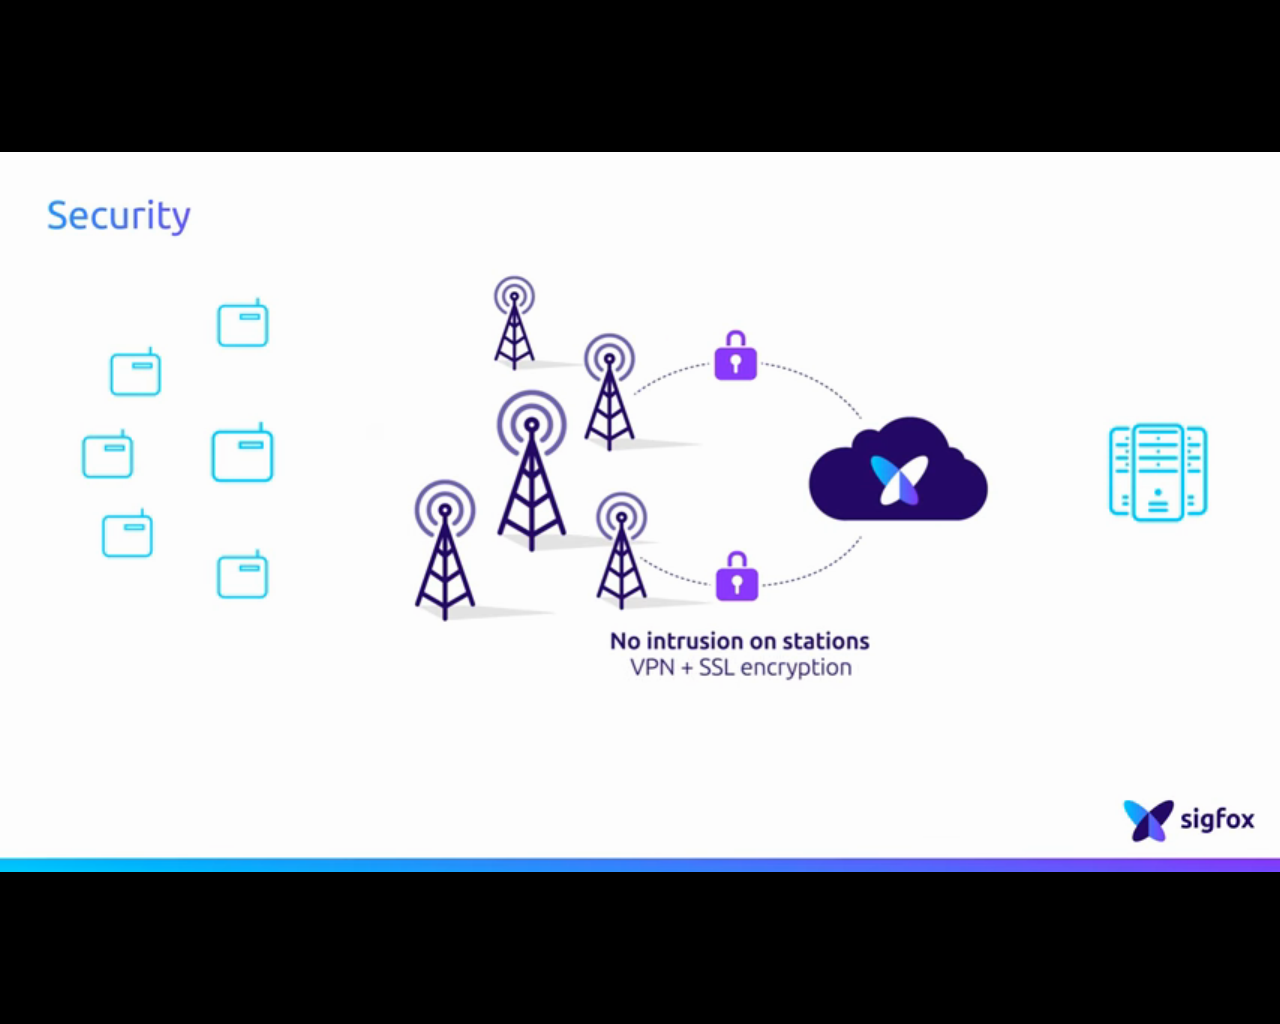 Security
No intrusion on stations
VPN + SSL encryption
sigfox